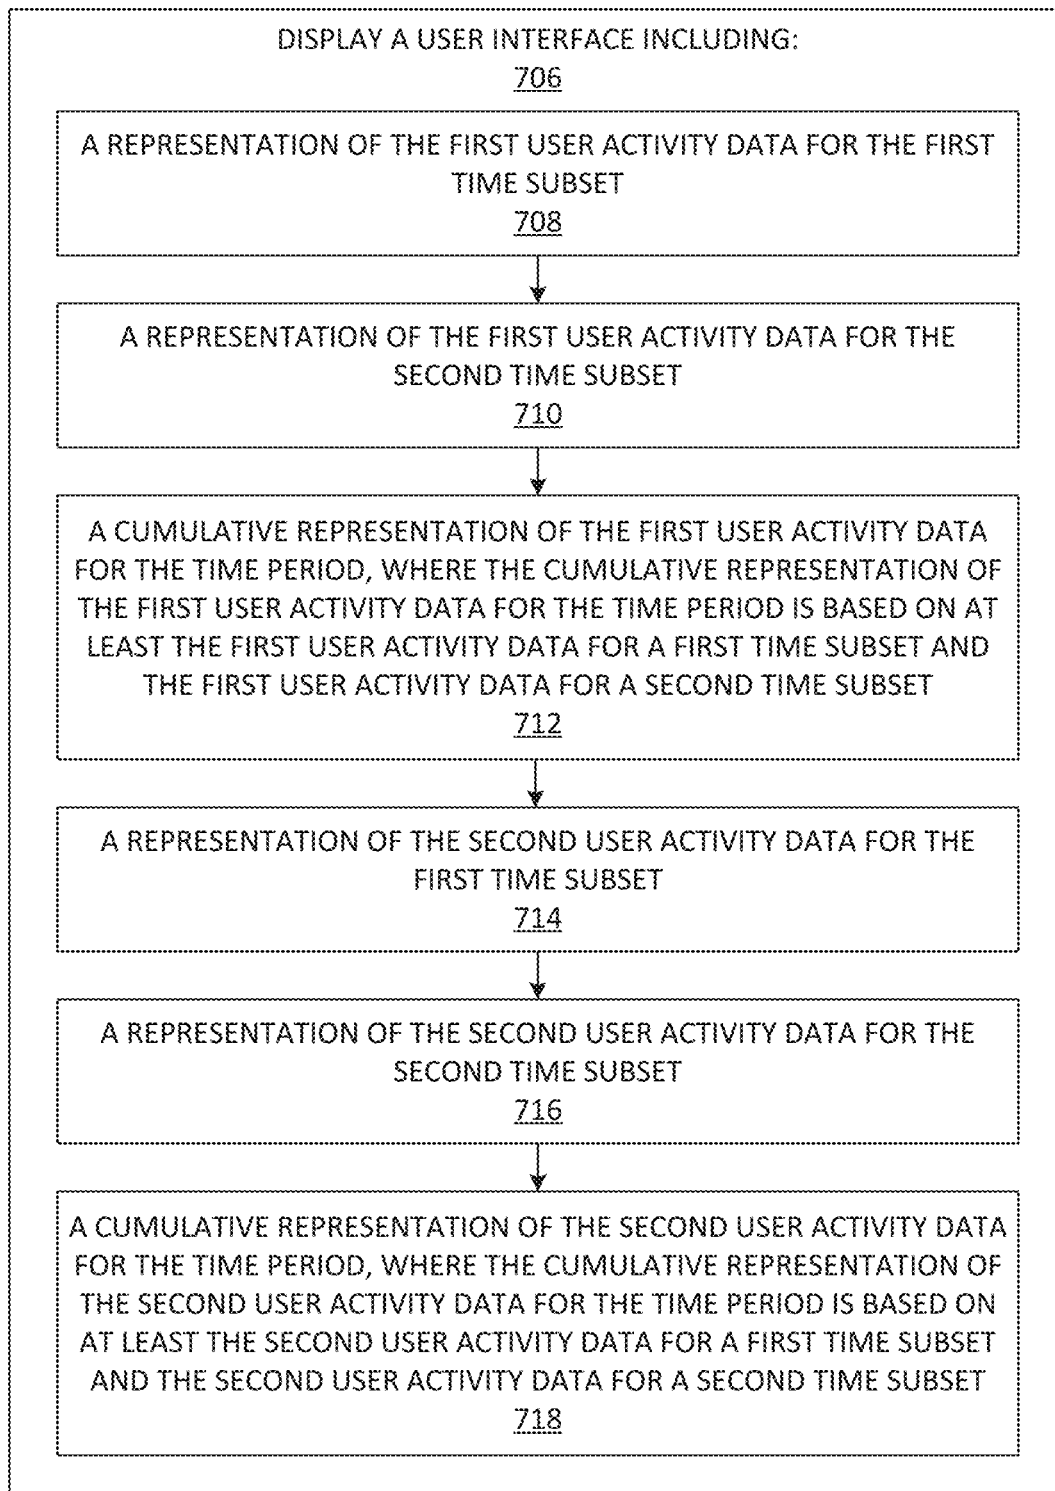 DISPLAY A USER INTERFACE INCLUDING:
706
A REPRESENTATION OF THE FIRST USER ACTIVITY DATA FOR THE FIRST
TIME SUBSET
708
A REPRESENTATION OF THE FIRST USER ACTIVITY DATA FOR THE
SECOND TIME SUBSET
710
A CUMULATIVE REPRESENTATION OF THE FIRST USER ACTIVITY DATA
FOR THE TIME PERIOD, WHERE THE CUMULATIVE REPRESENTATION OF
THE FIRST USER ACTIVITY DATA FOR THE TIME PERIOD IS BASED ON AT
LEAST THE FIRST USER ACTIVITY DATA FOR A FIRST TIME SUBSET AND
THE FIRST USER ACTIVITY DATA FOR A SECOND TIME SUBSET
712
A REPRESENTATION OF THE SECOND USER ACTIVITY DATA FOR THE
FIRST TIME SUBSET
714
A REPRESENTATION OF THE SECOND USER ACTIVITY DATA FOR THE
SECOND TIME SUBSET
716
A CUMULATIVE REPRESENTATION OF THE SECOND USER ACTIVITY DATA
FOR THE TIME PERIOD, WHERE THE CUMULATIVE REPRESENTATION OF
THE SECOND USER ACTIVITY DATA FOR THE TIME PERIOD IS BASED ON
AT LEAST THE SECOND USER ACTIVITY DATA FOR A FIRST TIME SUBSET
AND THE SECOND USER ACTIVITY DATA FOR A SECOND TIME SUBSET
718